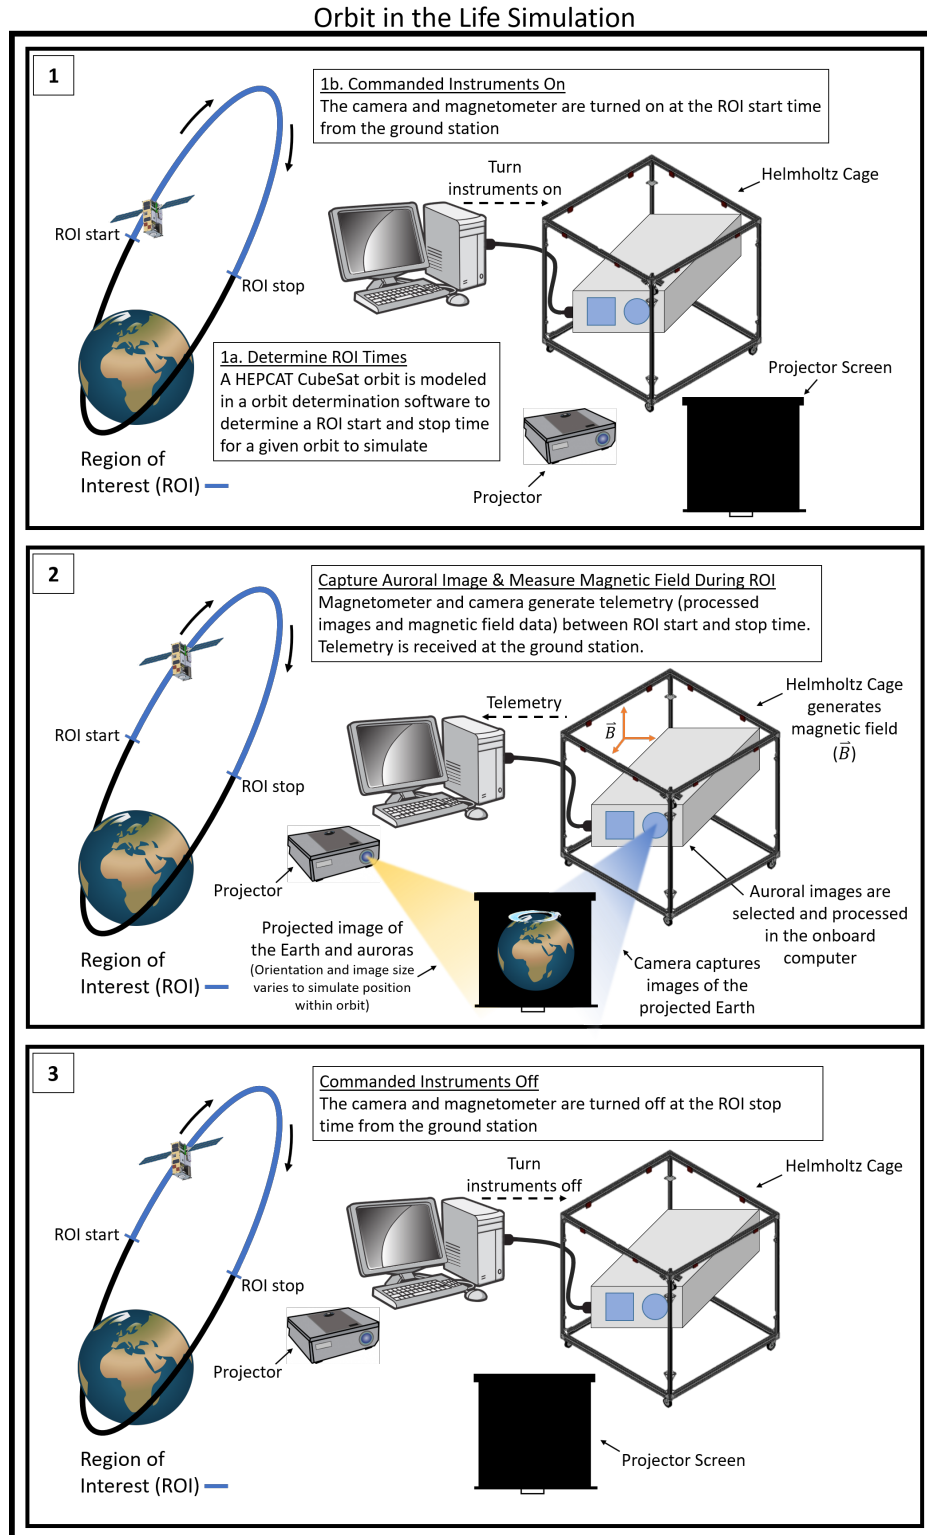 Orbit in the Life Simulation
1
1b. Commanded Instruments On
The camera and magnetometer are turned on at the ROI start time
from the ground station
Turn
instruments on
Helmholtz Cage
ROI start
ROI stop
1a. Determine ROI Times
A HEPCAT CubeSat orbit is modeled
in a orbit determination software to
determine a ROI start and stop time
for a given orbit to simulate
Projector Screen
Region of
Interest (ROI)
Projector
2
Capture Auroral Image & Measure Magnetic Field During ROI
Magnetometer and camera generate telemetry (processed
images and magnetic field data) between ROI start and stop time.
Telemetry is received at the ground station.
Telemetry
Helmholtz Cage
generates
magnetic field
(B⃗)
B⃗
ROI start
ROI stop
Projector
Auroral images are
selected and processed
in the onboard
computer
Projected image of
the Earth and auroras
(Orientation and image size
varies to simulate position
within orbit)
Camera captures
images of the
projected Earth
Region of
Interest (ROI)
3
Commanded Instruments Off
The camera and magnetometer are turned off at the ROI stop
time from the ground station
Turn
instruments off
Helmholtz Cage
ROI start
ROI stop
Projector
Projector Screen
Region of
Interest (ROI)